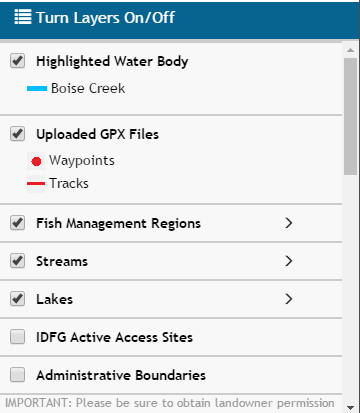 Turn Layers On/Off
Highlighted Water Body
Boise Creek
Uploaded GPX Files
Waypoints
Tracks
Fish Management Regions
Streams
Lakes
IDFG Active Access Sites
Administrative Boundaries
IMPORTANT: Please be sure to obtain landowner permission